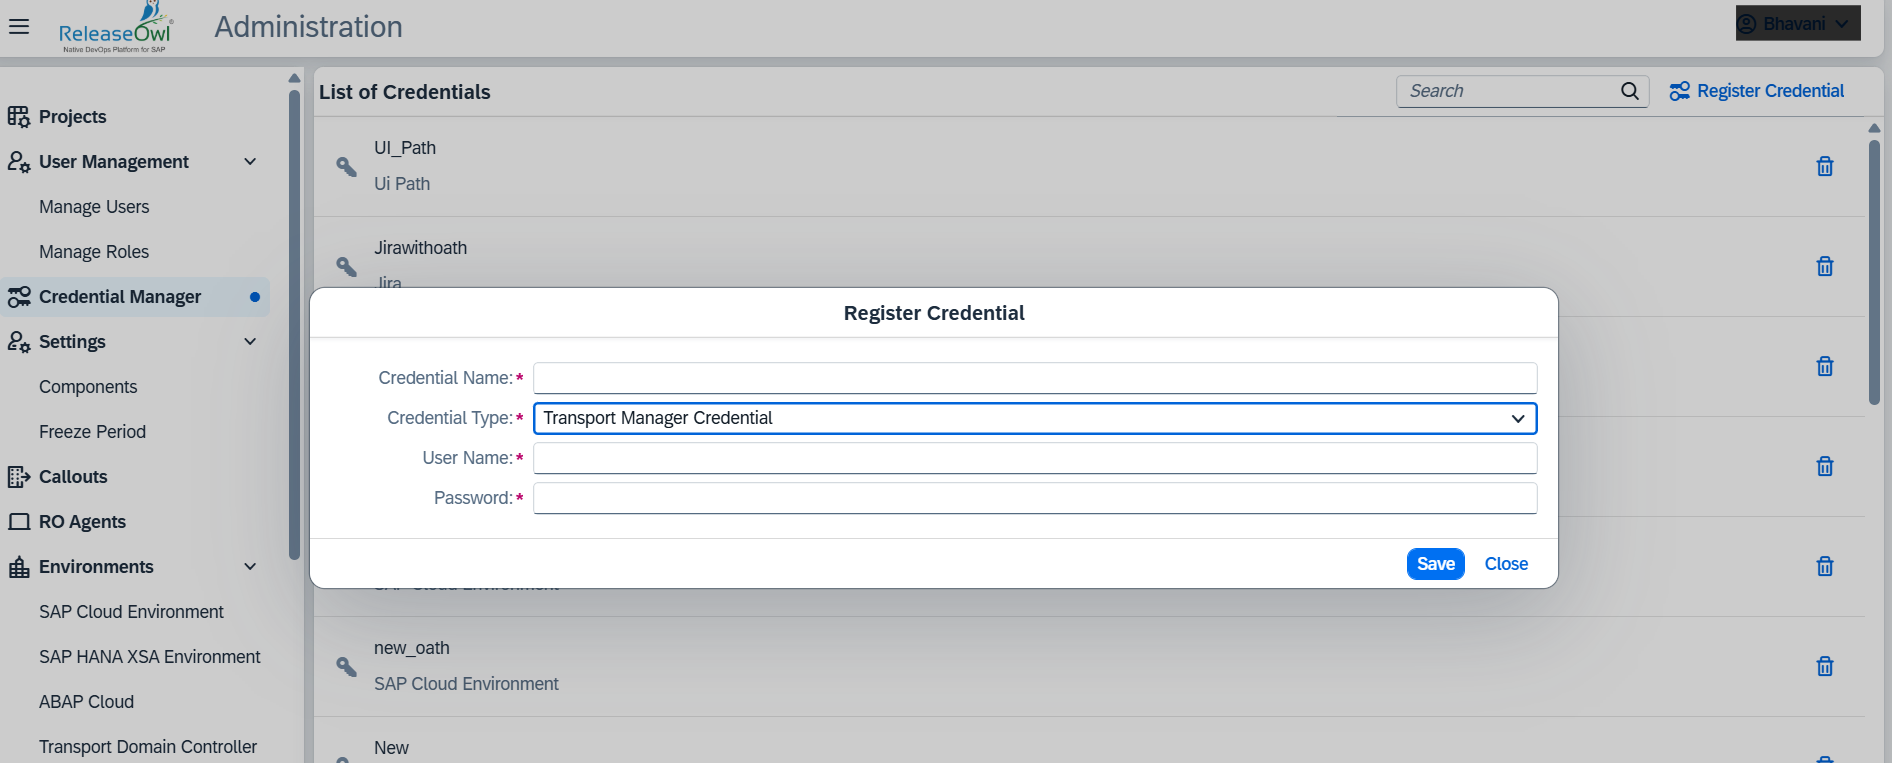 ReleaseOwl
Native DevOps Platform for SAP
Administration
Bhavani
Projects
User Management
Manage Users
Manage Roles
Credential Manager
Settings
Components
Freeze Period
Callouts
RO Agents
Environments
SAP Cloud Environment
SAP HANA XSA Environment
ABAP Cloud
Transport Domain Controller
List of Credentials
Search
Register Credential
UI_Path
Ui Path
Jirawithoath
Jira
Register Credential
Credential Name:*
Credential Type:* Transport Manager Credential
User Name:*
Password:*
Save Close
SAP Cloud Environment
new_oath
SAP Cloud Environment
New